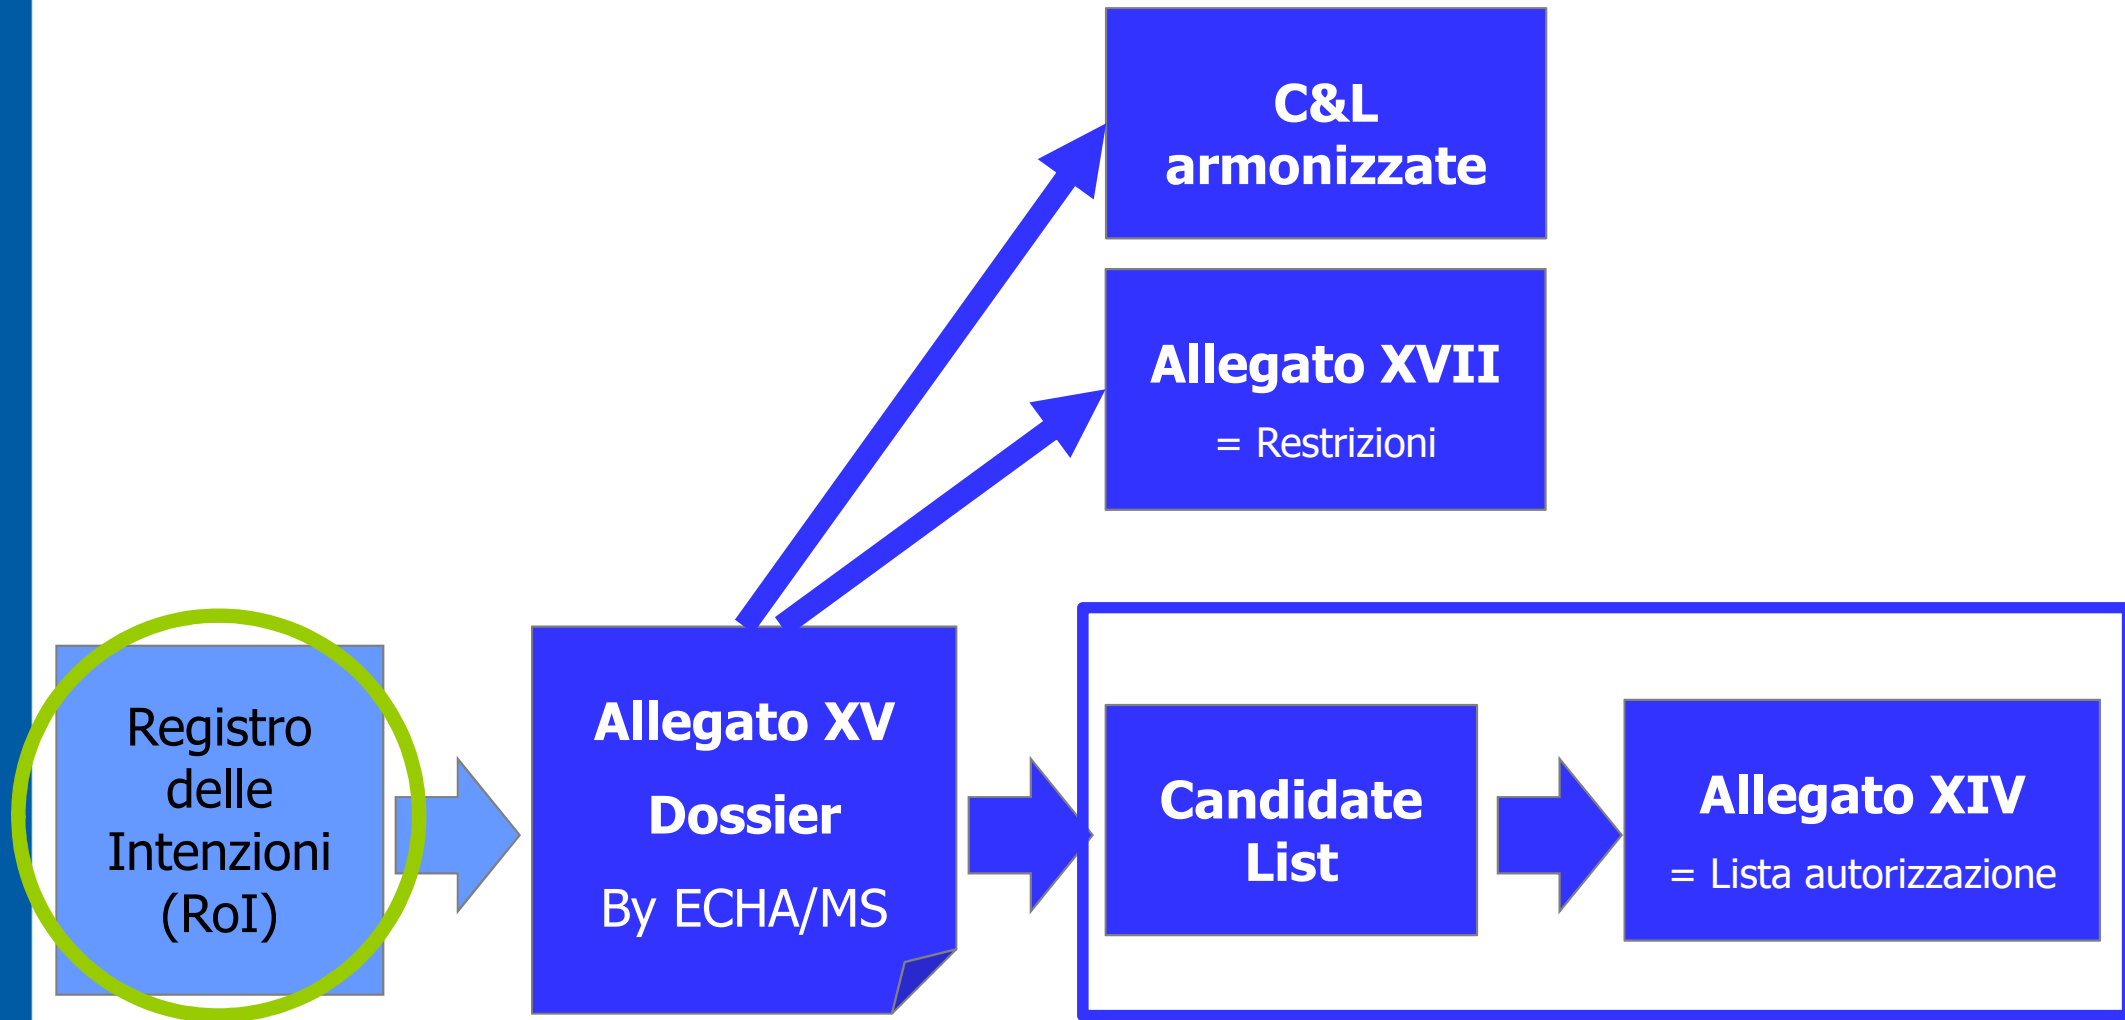 C&L
armonizzate
Allegato XVII
= Restrizioni
Registro
delle
Intenzioni
(RoI)
Allegato XV
Dossier
By ECHA/MS
Candidate
List
Allegato XIV
= Lista autorizzazione